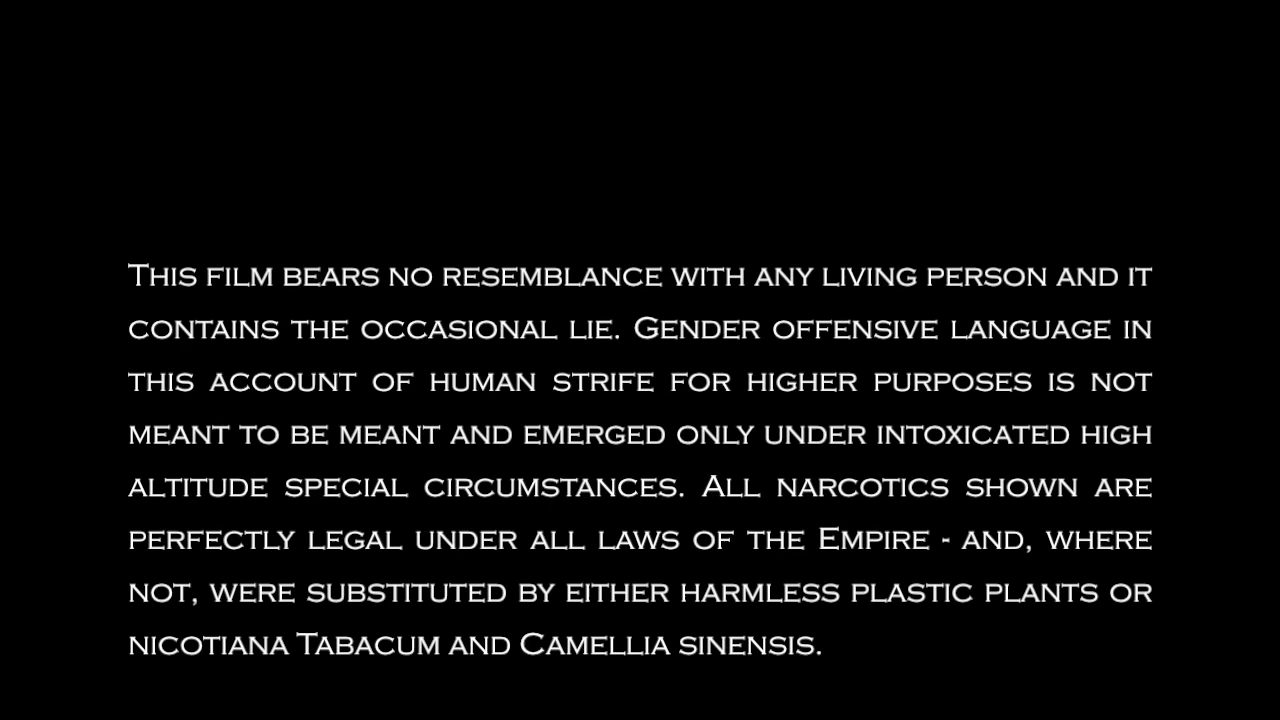 This film bears no resemblance with any living person and it
contains the occasional lie. Gender offensive language in
this account of human strife for higher purposes is not
meant to be meant and emerged only under intoxicated high
altitude special circumstances. All narcotics shown are
perfectly legal under all laws of the Empire - and, where
not, were substituted by either harmless plastic plants or
nicotiana Tabacum and Camellia sinensis.